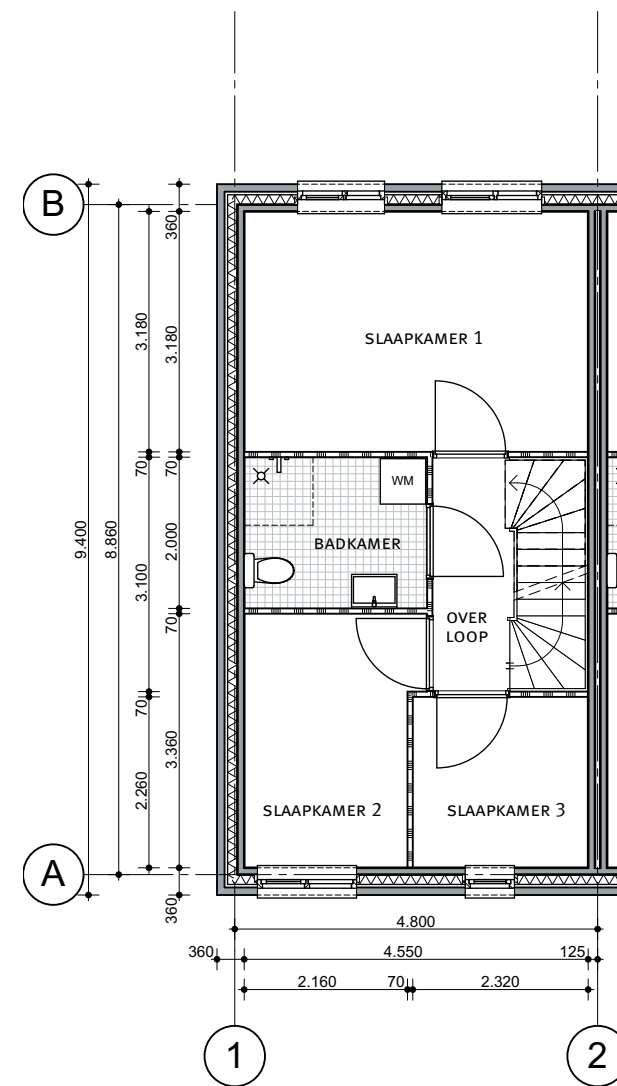 B
360
3.180
3.180
SLAAPKAMER 1
70
70
WM
9.400
8.860
3.100
2.000
BADKAMER
70
OVER
LOOP
70
2.260
3.360
SLAAPKAMER 2
SLAAPKAMER 3
A
360
4.800
360
4.550
125
2.160
70
2.320
1
2